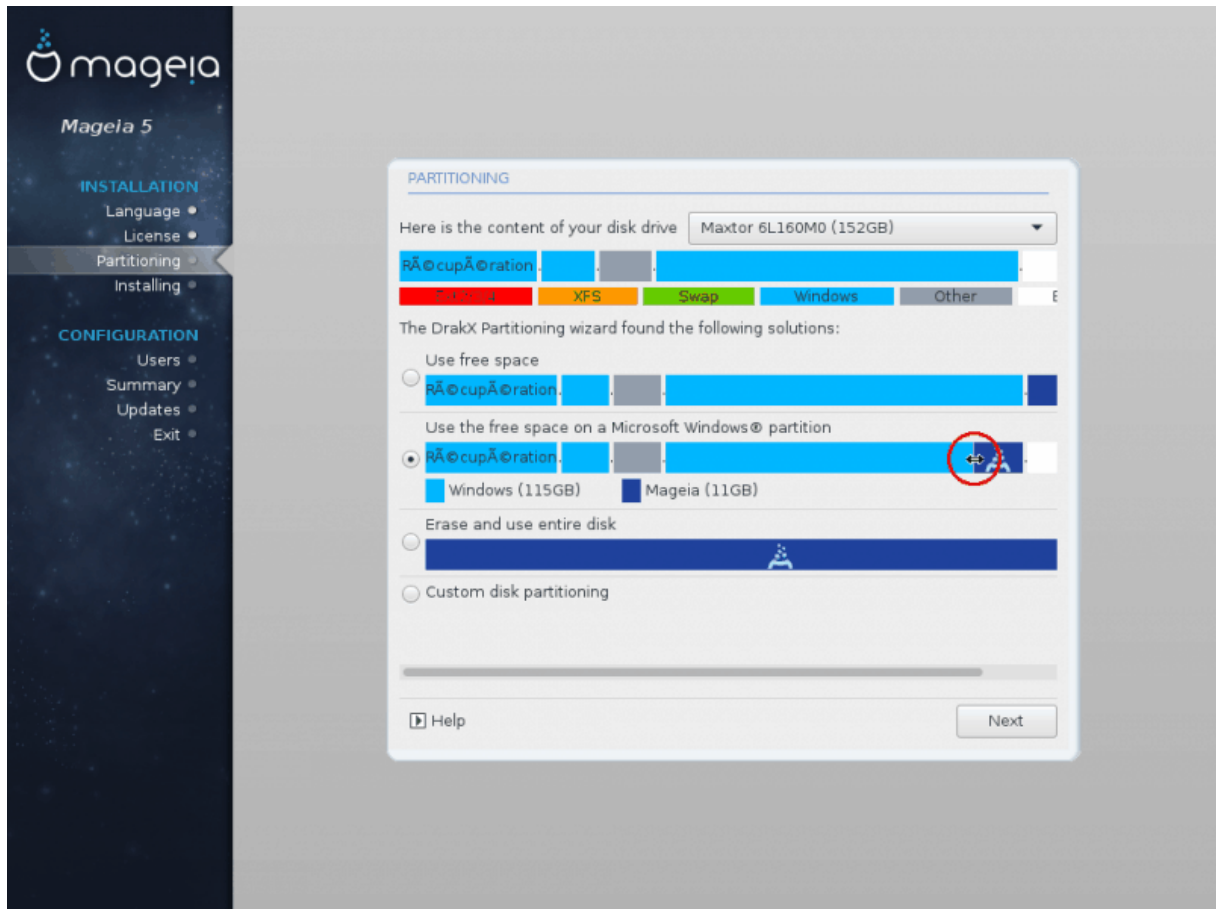 mageia
Mageia 5
INSTALLATION
Language
License
Partitioning
Installing
CONFIGURATION
Users
Summary
Updates
Exit
PARTITIONING
Here is the content of your disk drive Maxtor 6L160M0 (152GB)
RÃ©cupÃ©ration
XFS Swap Windows Other
The DrakX Partitioning wizard found the following solutions:
Use free space
RÃ©cupÃ©ration
Use the free space on a Microsoft Windows® partition
RÃ©cupÃ©ration
Windows (115GB) Mageia (11GB)
Erase and use entire disk
Custom disk partitioning
Help Next